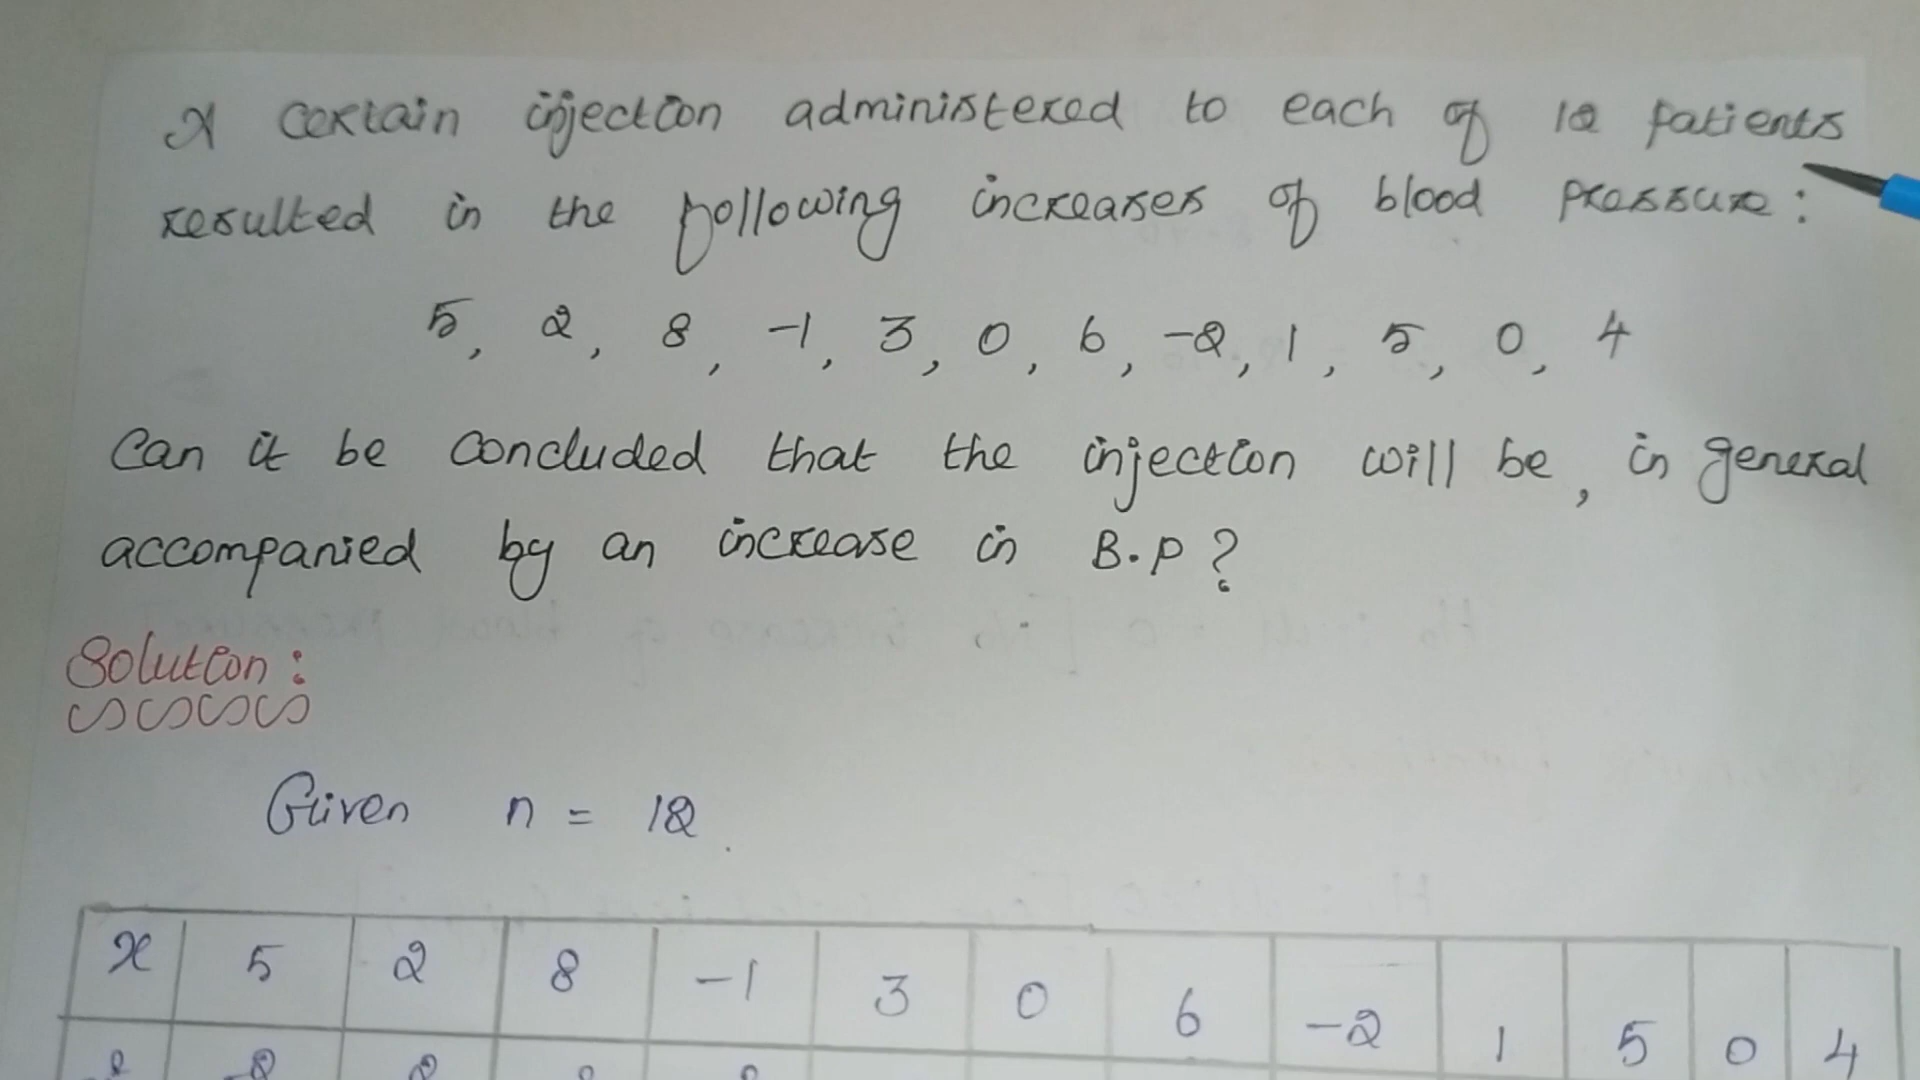 A certain injection administered to each of 12 patients
resulted in the following increases of blood pressure:
5, 2, 8, -1, 3, 0, 6, -2, 1, 5, 0, 4
Can it be concluded that the injection will be, in general
accompanied by an increase in B.P?
Solution:
Given n = 12
x 5 2 8 -1 3 0 6 -2 1 5 0 4